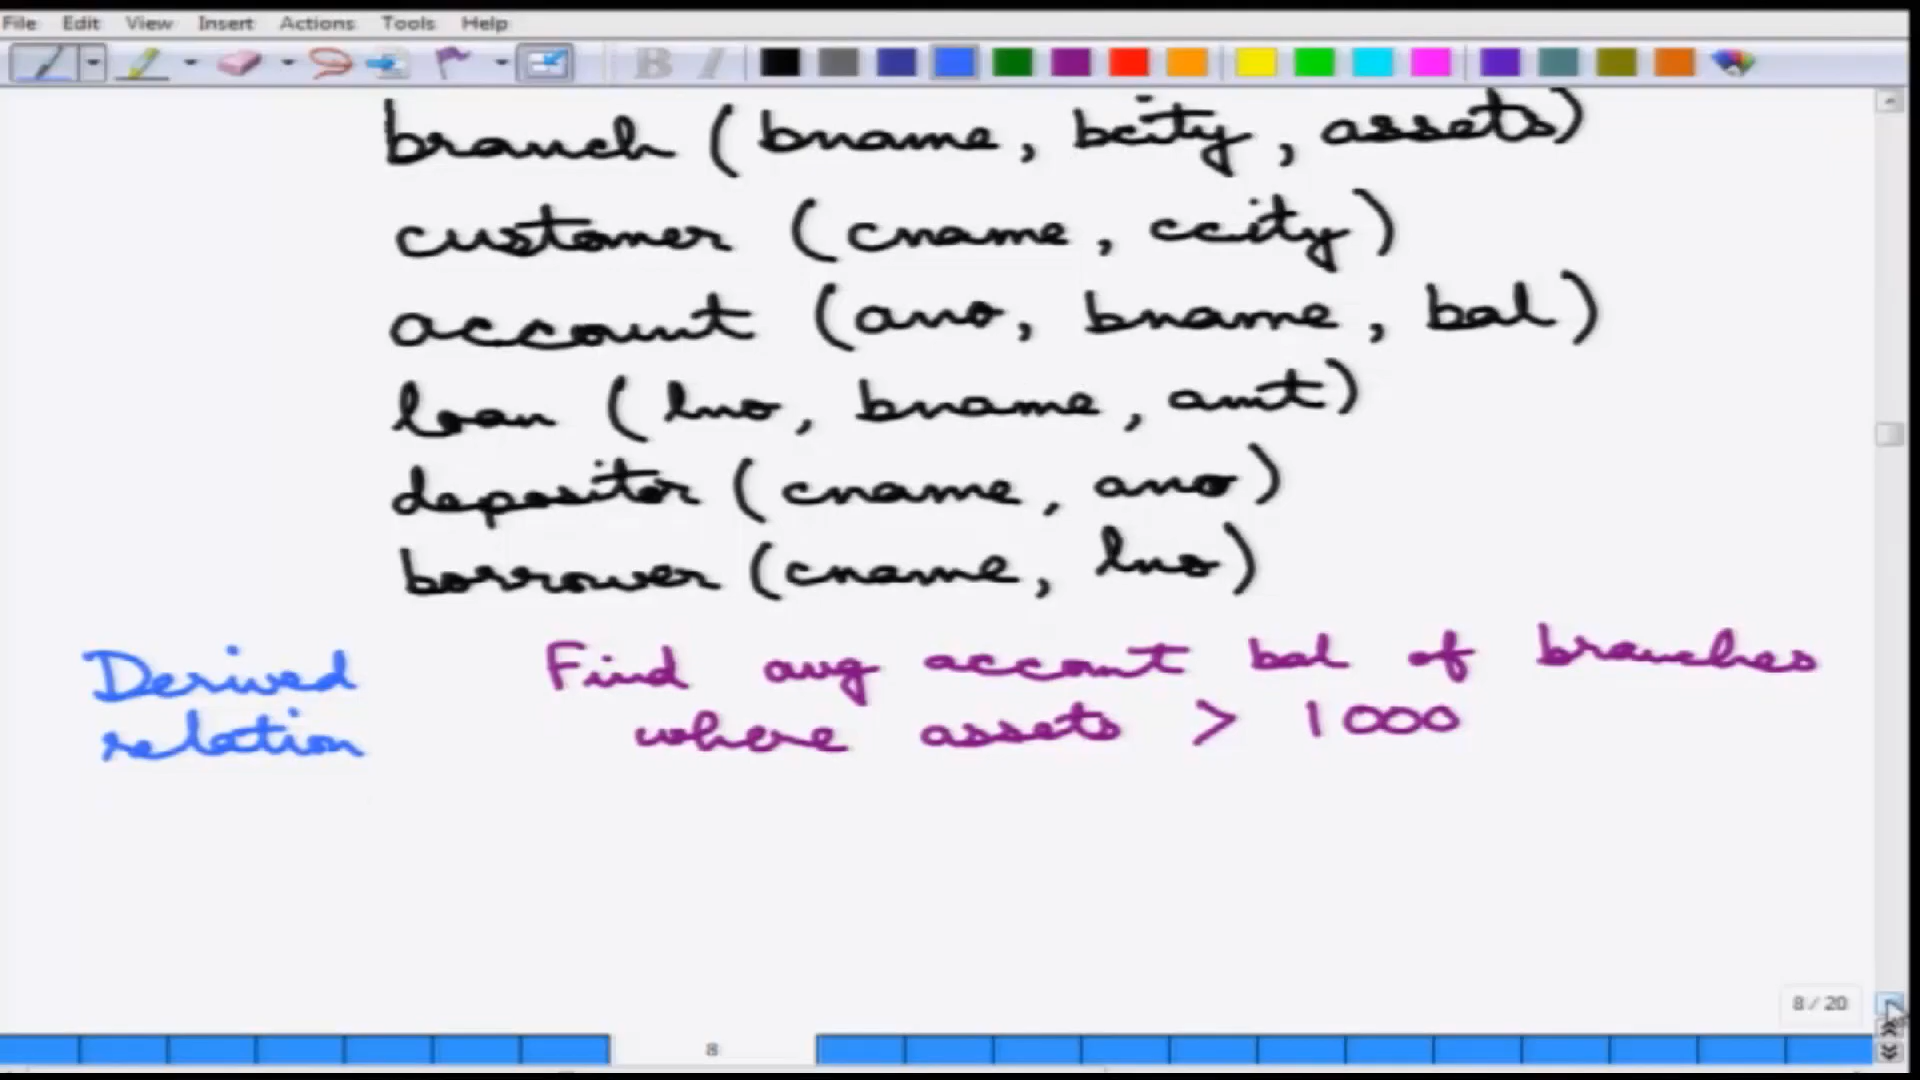 File Edit View Insert Actions Tools Help
B I
branch (bname, bcity, assets)
customer (cname, ccity)
account (ano, bname, bal)
loan (lno, bname, amt)
depositor (cname, ano)
borrower (cname, lno)
Derived
relation
Find avg account bal of branches
where assets > 1000
8 / 20
8